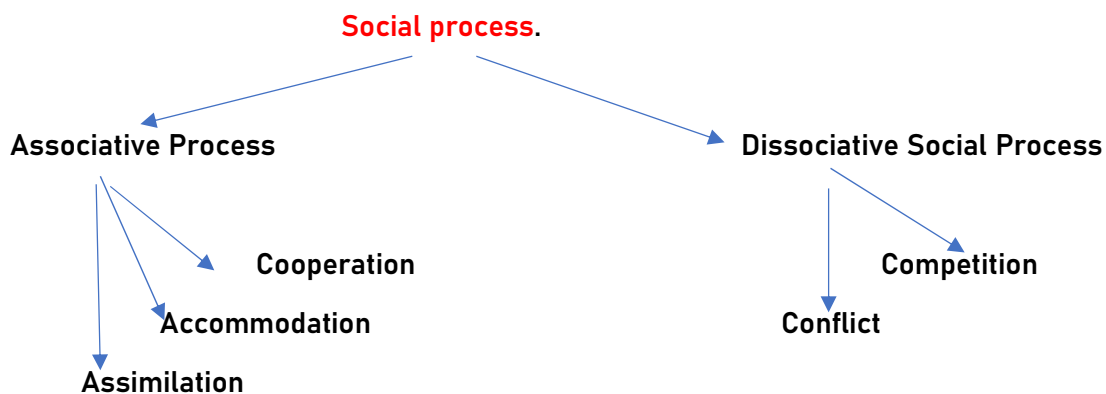 Social process.
Associative Process
Dissociative Social Process
Cooperation
Competition
Accommodation
Conflict
Assimilation